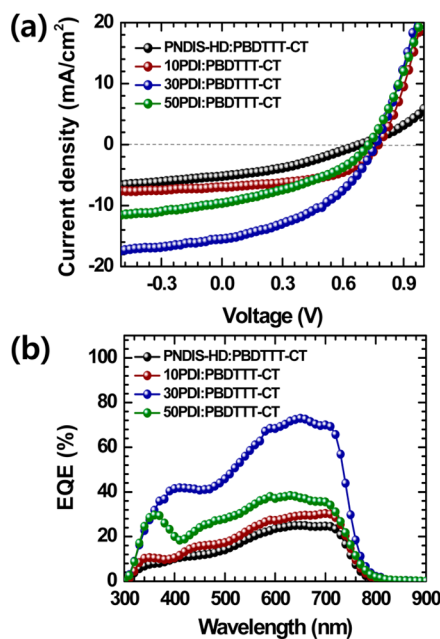 (a)
PNDIS-HD:PBDTTT-CT
10PDI:PBDTTT-CT
30PDI:PBDTTT-CT
50PDI:PBDTTT-CT
Current density (mA/cm²)
20
10
0
-10
-20
-0.3 0.0 0.3 0.6 0.9
Voltage (V)
(b)
PNDIS-HD:PBDTTT-CT
10PDI:PBDTTT-CT
30PDI:PBDTTT-CT
50PDI:PBDTTT-CT
EQE (%)
100
80
60
40
20
0
300 400 500 600 700 800 900
Wavelength (nm)